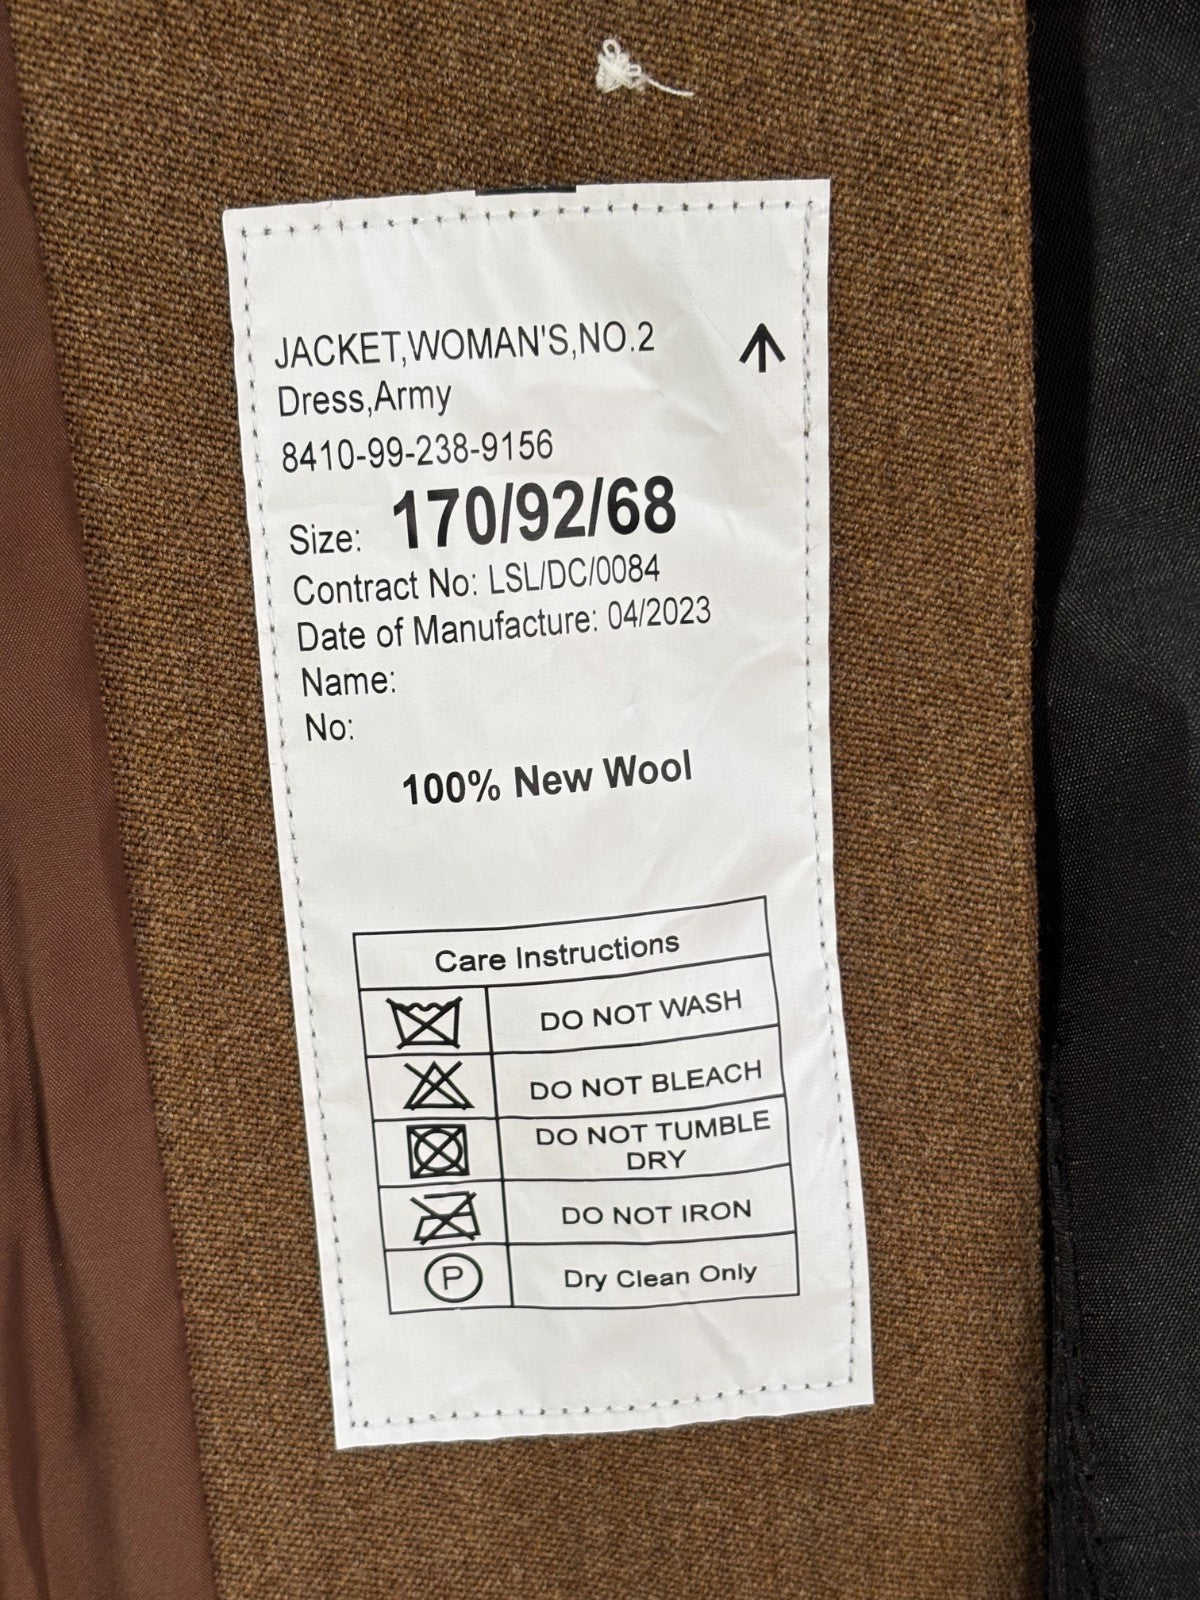 JACKET,WOMAN'S,NO.2
Dress,Army
8410-99-238-9156
Size: 170/92/68
Contract No: LSL/DC/0084
Date of Manufacture: 04/2023
Name:
No:
100% New Wool
Care Instructions
DO NOT WASH
DO NOT BLEACH
DO NOT TUMBLE
DRY
DO NOT IRON
P Dry Clean Only